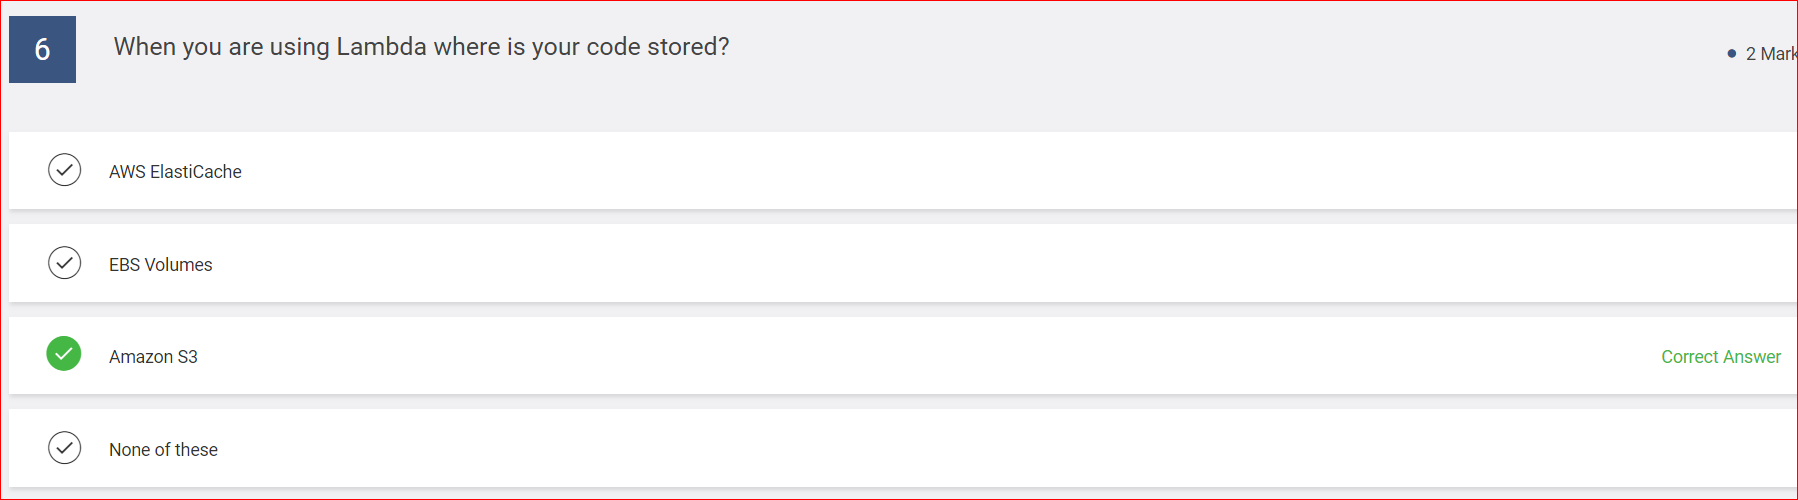 6
When you are using Lambda where is your code stored?
2 Mark
AWS ElastiCache
EBS Volumes
Amazon S3
Correct Answer
None of these